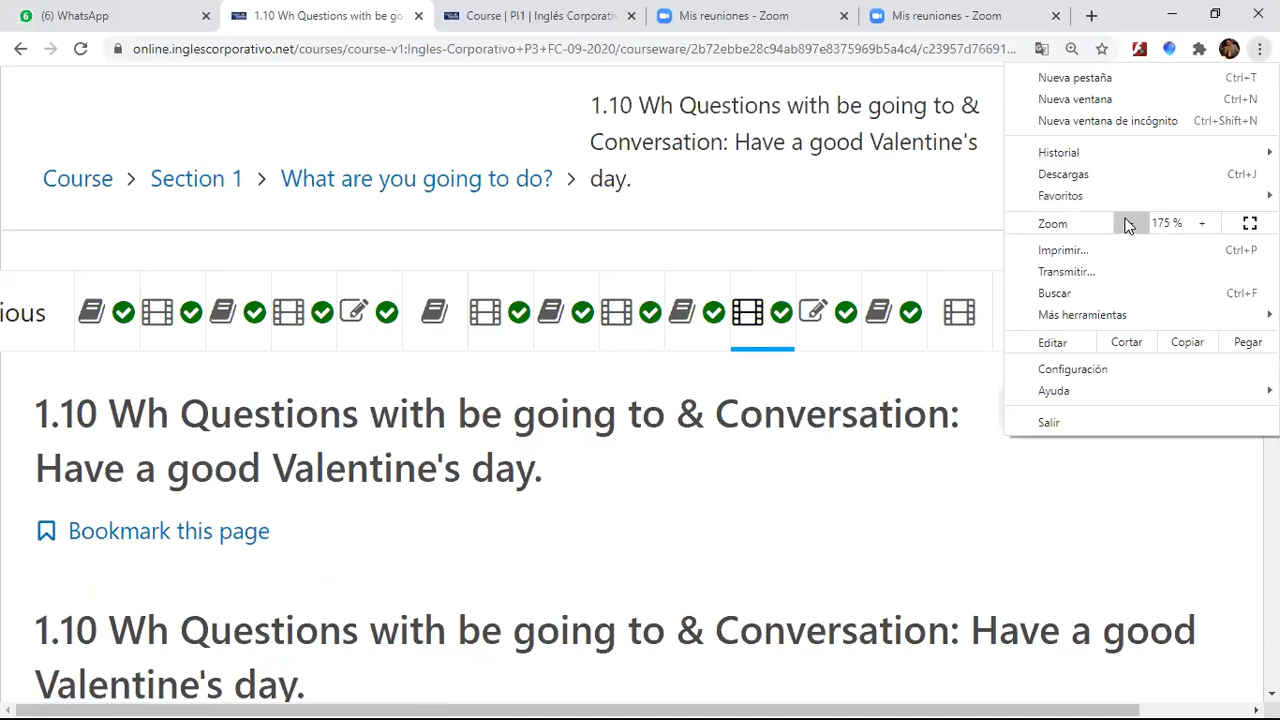 (6) WhatsApp
1.10 Wh Questions with be go
Course | PI1 | Inglés Corporativ
Mis reuniones - Zoom
Mis reuniones - Zoom
online.inglescorporativo.net/courses/course-v1:Ingles-Corporativo+P3+FC-09-2020/courseware/2b72ebbe28c94ab897e8375969b5a4c4/c23957d76691...
1.10 Wh Questions with be going to &
Conversation: Have a good Valentine's
Course > Section 1 > What are you going to do? > day.
ious
1.10 Wh Questions with be going to & Conversation:
Have a good Valentine's day.
Bookmark this page
1.10 Wh Questions with be going to & Conversation: Have a good
Valentine's day.
Nueva pestaña Ctrl+T
Nueva ventana Ctrl+N
Nueva ventana de incógnito Ctrl+Shift+N
Historial
Descargas Ctrl+J
Favoritos
Zoom 175 % +
Imprimir... Ctrl+P
Transmitir...
Buscar Ctrl+F
Más herramientas
Editar Cortar Copiar Pegar
Configuración
Ayuda
Salir